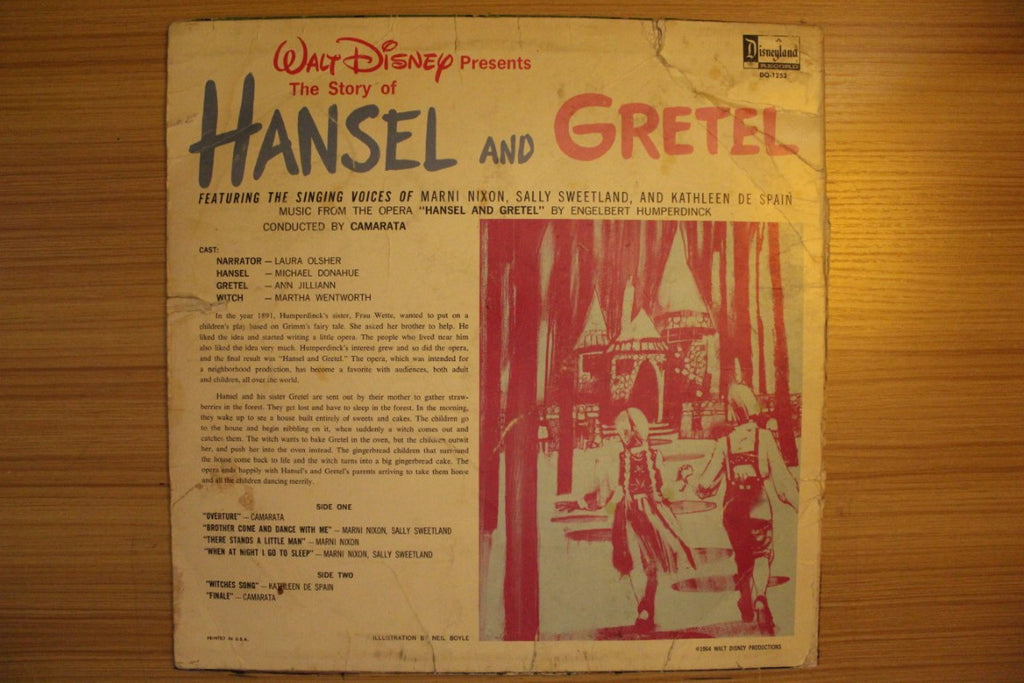 WALT DISNEY Presents
The Story of
HANSEL AND GRETEL
Disneyland
RECORD
DQ-1253
FEATURING THE SINGING VOICES OF MARNI NIXON, SALLY SWEETLAND, AND KATHLEEN DE SPAIN
MUSIC FROM THE OPERA "HANSEL AND GRETEL" BY ENGELBERT HUMPERDINCK
CONDUCTED BY CAMARATA
CAST:
NARRATOR — LAURA OLSHER
HANSEL — MICHAEL DONAHUE
GRETEL — ANN JILLIANN
WITCH — MARTHA WENTWORTH
In the year 1891, Humperdinck's sister, Frau Wette, wanted to put on a
children's play based on Grimm's fairy tale. She asked her brother to help. He
liked the idea and started writing a little opera. The people who lived near him
also liked the idea very much. Humperdinck's interest grew and so did the opera,
and the final result was "Hansel and Gretel." The opera, which was intended for
a neighborhood production, has become a favorite with audiences, both adult
and children, all over the world.
Hansel and his sister Gretel are sent out by their mother to gather straw-
berries in the forest. They get lost and have to sleep in the forest. In the morning,
they wake up to see a house built entirely of sweets and cakes. The children go
to the house and begin nibbling on it, when suddenly a witch comes out and
catches them. The witch wants to bake Gretel in the oven, but the children outwit
her, and push her into the oven instead. The gingerbread children that surround
the house come back to life and the witch turns into a big gingerbread cake. The
opera ends happily with Hansel's and Gretel's parents arriving to take them home
and all the children dancing merrily.
SIDE ONE
"OVERTURE" — CAMARATA
"BROTHER COME AND DANCE WITH ME" — MARNI NIXON, SALLY SWEETLAND
"THERE STANDS A LITTLE MAN" — MARNI NIXON
"WHEN AT NIGHT I GO TO SLEEP" — MARNI NIXON, SALLY SWEETLAND
SIDE TWO
"WITCHES SONG" — KATHLEEN DE SPAIN
"FINALE" — CAMARATA
PRINTED IN U.S.A.
ILLUSTRATION BY NEIL BOYLE
©1964 WALT DISNEY PRODUCTIONS